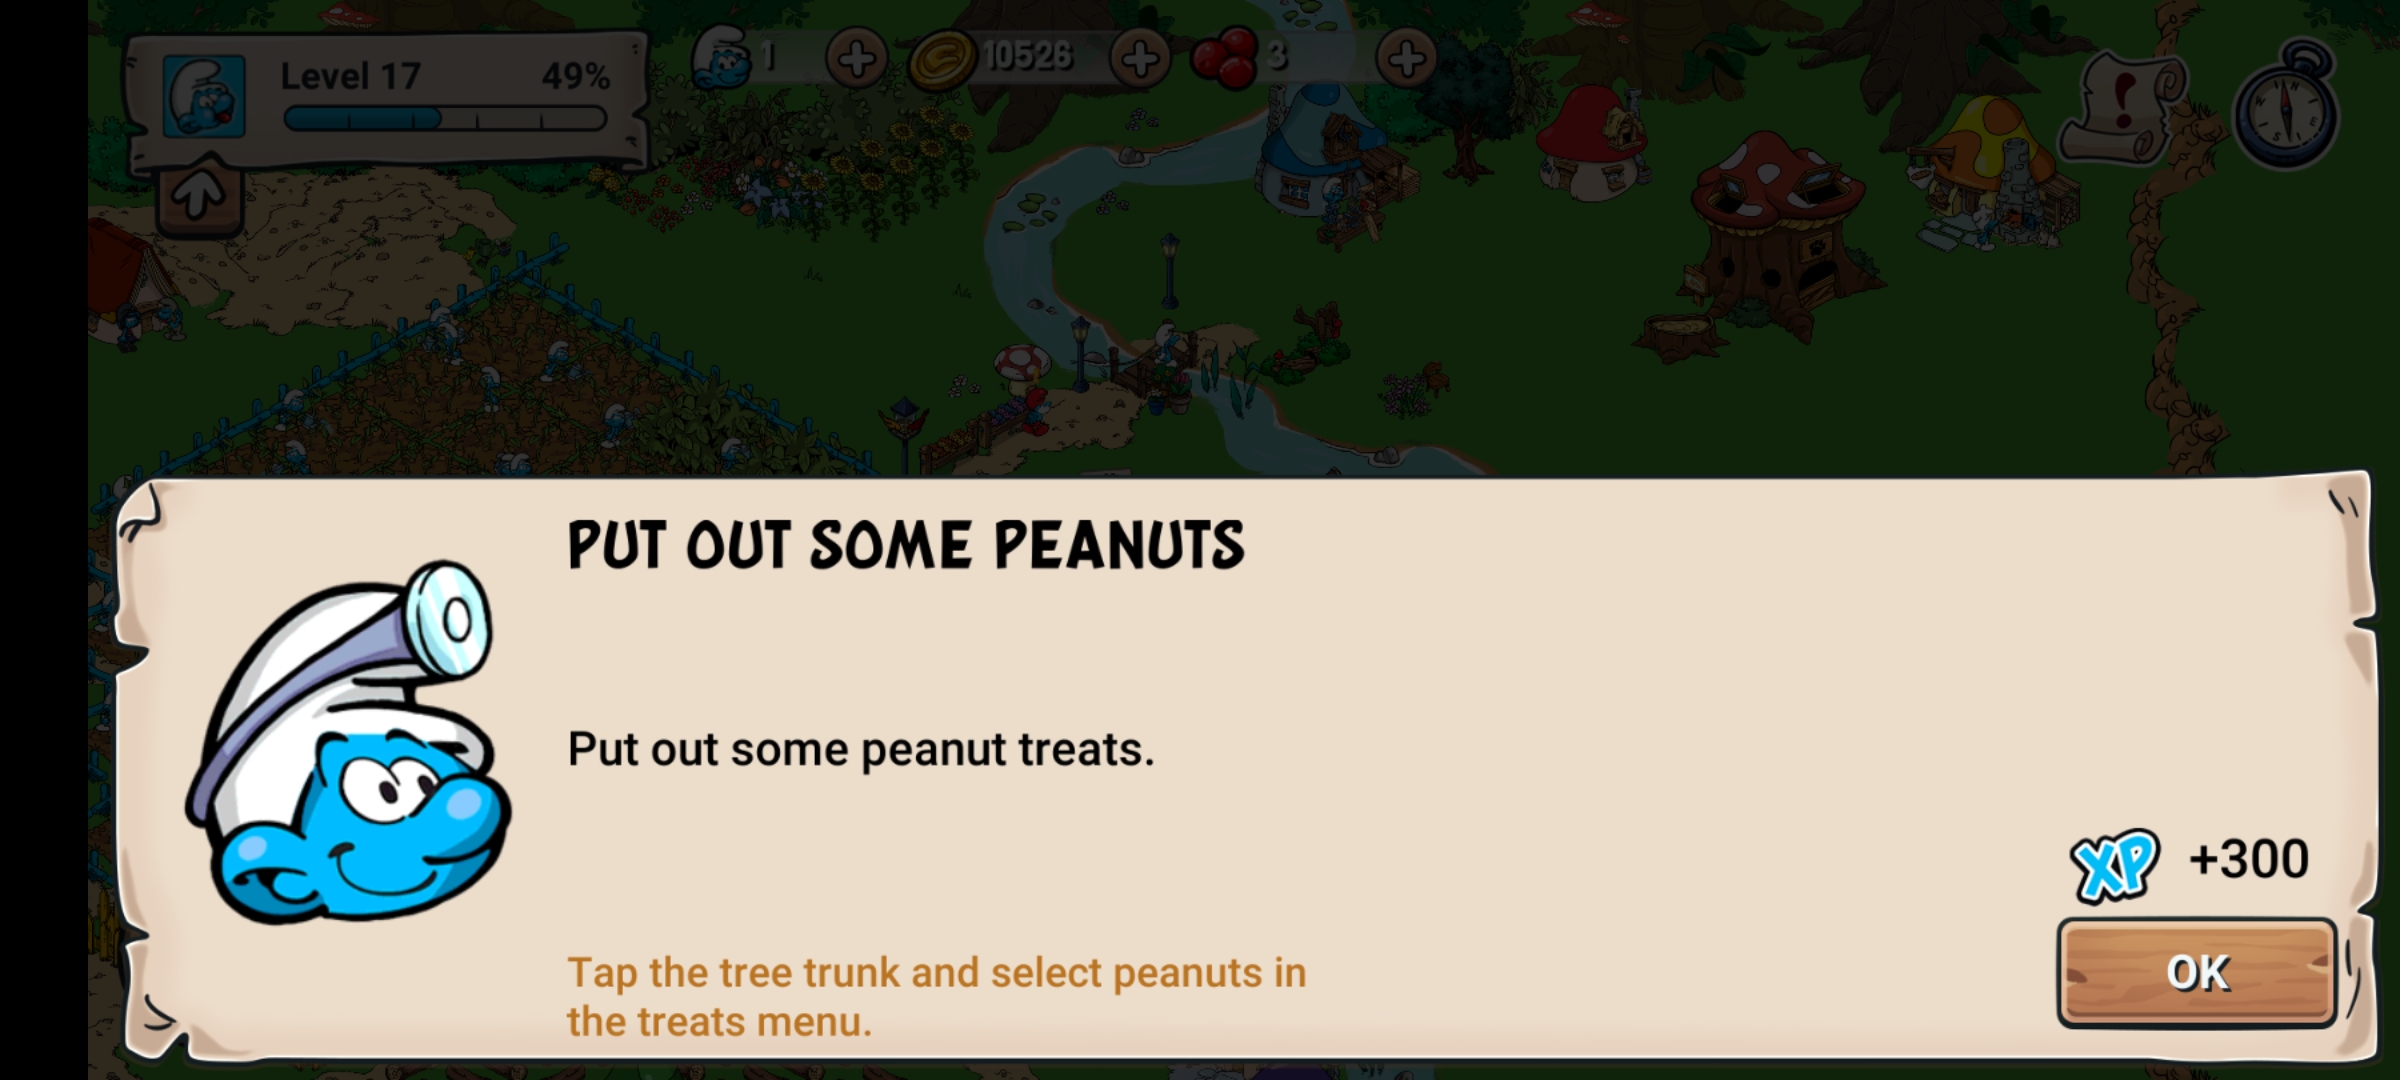 Level 17 49% 1 10526 3
PUT OUT SOME PEANUTS
Put out some peanut treats.
XP +300
Tap the tree trunk and select peanuts in
the treats menu.
OK